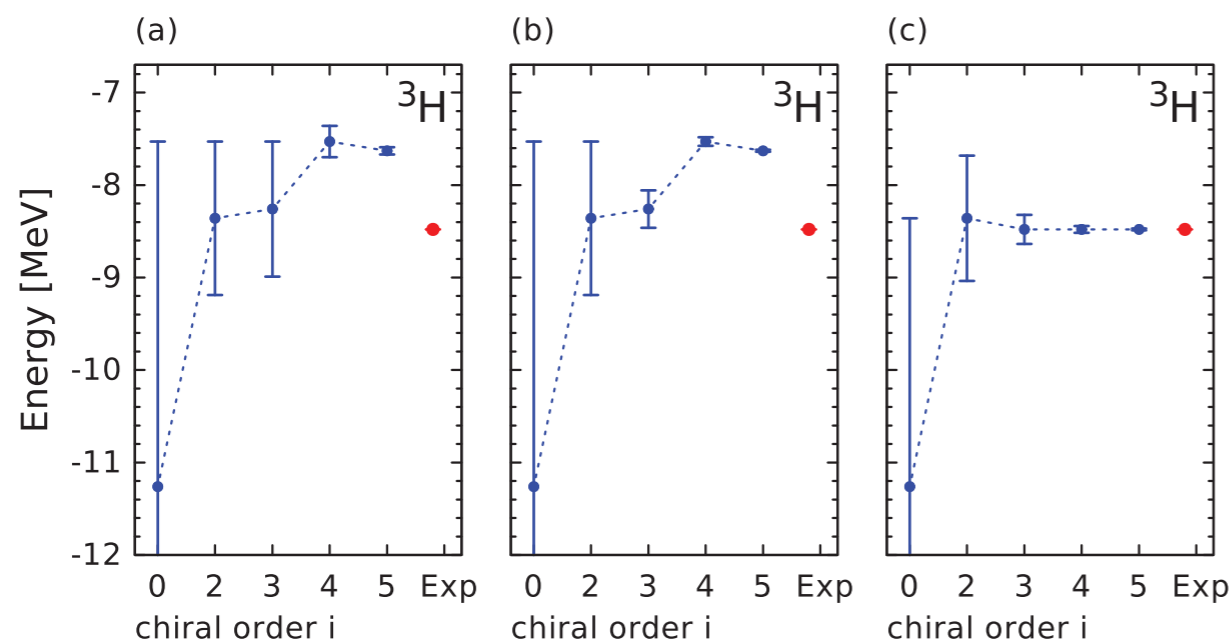 (a) (b) (c)
³H ³H ³H
Energy [MeV]
-7
-8
-9
-10
-11
-12
0 2 3 4 5 Exp 0 2 3 4 5 Exp 0 2 3 4 5 Exp
chiral order i chiral order i chiral order i